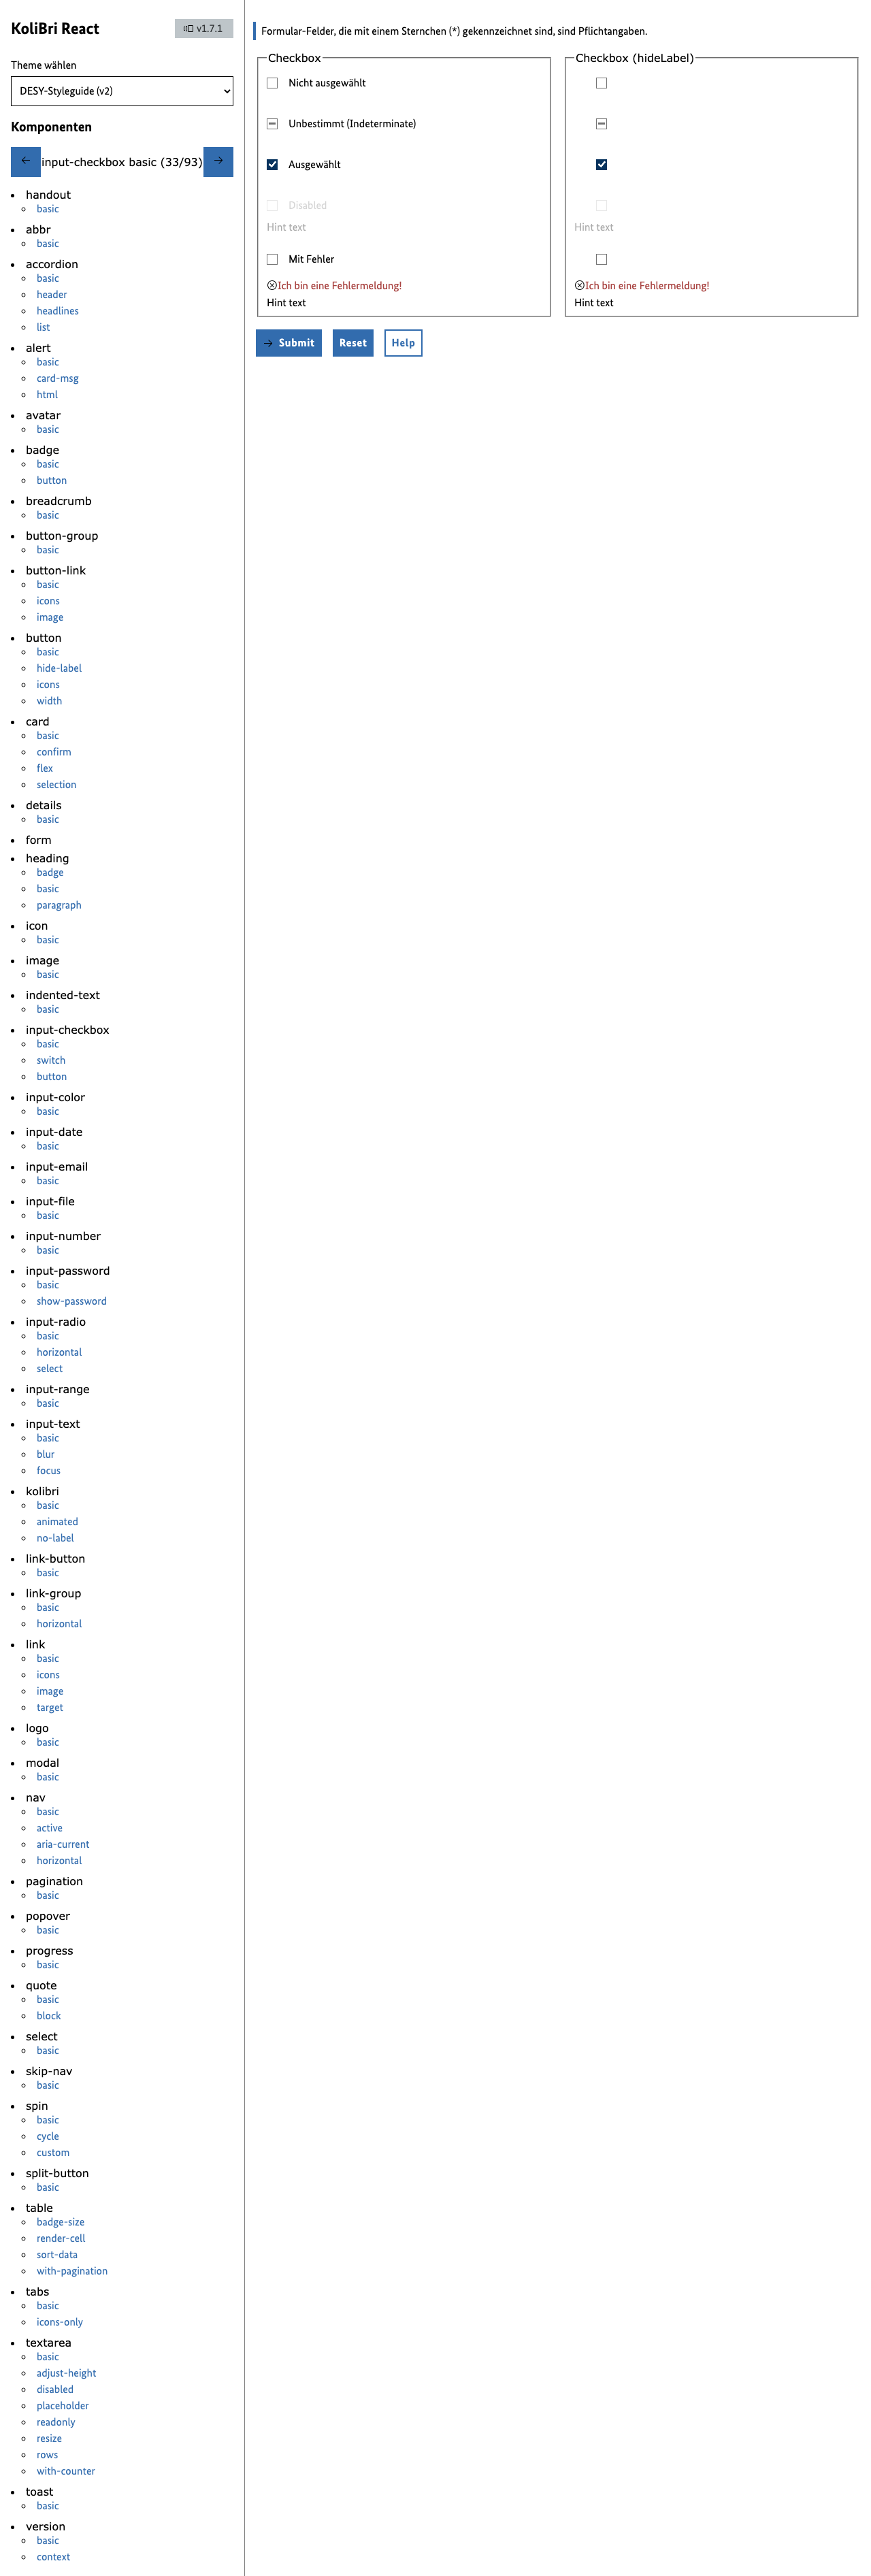 KoliBri React
v1.7.1
Theme wählen
DESY-Styleguide (v2)
Komponenten
← input-checkbox basic (33/93) →
handout
basic
abbr
basic
accordion
basic
header
headlines
list
alert
basic
card-msg
html
avatar
basic
badge
basic
button
breadcrumb
basic
button-group
basic
button-link
basic
icons
image
button
basic
hide-label
icons
width
card
basic
confirm
flex
selection
details
basic
form
heading
badge
basic
paragraph
icon
basic
image
basic
indented-text
basic
input-checkbox
basic
switch
button
input-color
basic
input-date
basic
input-email
basic
input-file
basic
input-number
basic
input-password
basic
show-password
input-radio
basic
horizontal
select
input-range
basic
input-text
basic
blur
focus
kolibri
basic
animated
no-label
link-button
basic
link-group
basic
horizontal
link
basic
icons
image
target
logo
basic
modal
basic
nav
basic
active
aria-current
horizontal
pagination
basic
popover
basic
progress
basic
quote
basic
block
select
basic
skip-nav
basic
spin
basic
cycle
custom
split-button
basic
table
badge-size
render-cell
sort-data
with-pagination
tabs
basic
icons-only
textarea
basic
adjust-height
disabled
placeholder
readonly
resize
rows
with-counter
toast
basic
version
basic
context
Formular-Felder, die mit einem Sternchen (*) gekennzeichnet sind, sind Pflichtangaben.
Checkbox
Nicht ausgewählt
Unbestimmt (Indeterminate)
Ausgewählt
Disabled
Hint text
Mit Fehler
Ich bin eine Fehlermeldung!
Hint text
Checkbox (hideLabel)
Hint text
Ich bin eine Fehlermeldung!
Hint text
→ Submit
Reset
Help